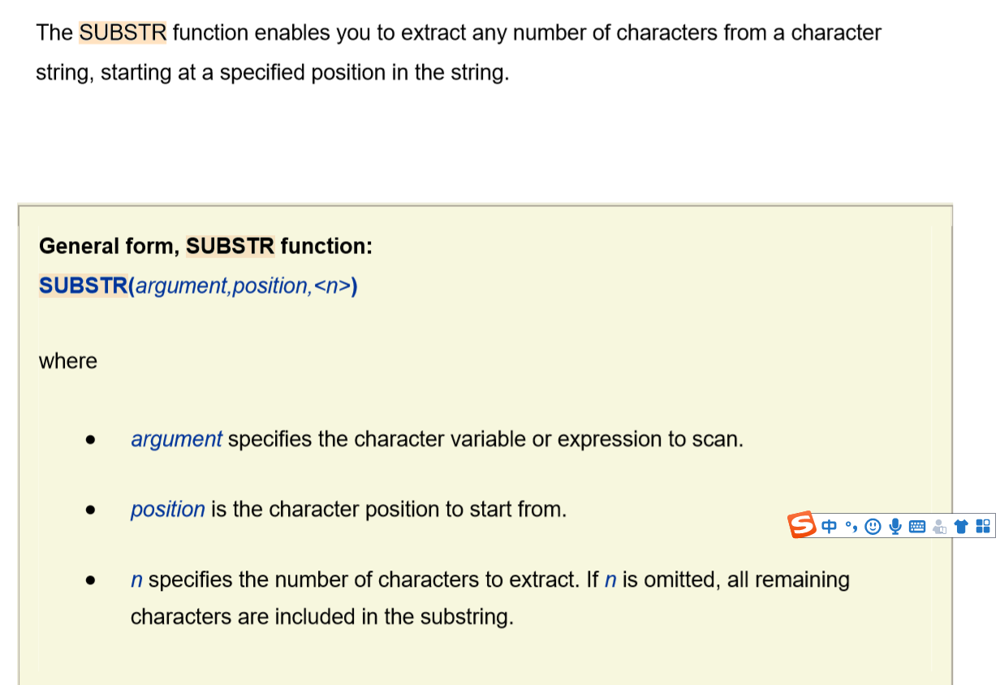 The SUBSTR function enables you to extract any number of characters from a character
string, starting at a specified position in the string.
General form, SUBSTR function:
SUBSTR(argument,position,<n>)
where
• argument specifies the character variable or expression to scan.
• position is the character position to start from.
S 中 °,
• n specifies the number of characters to extract. If n is omitted, all remaining
characters are included in the substring.